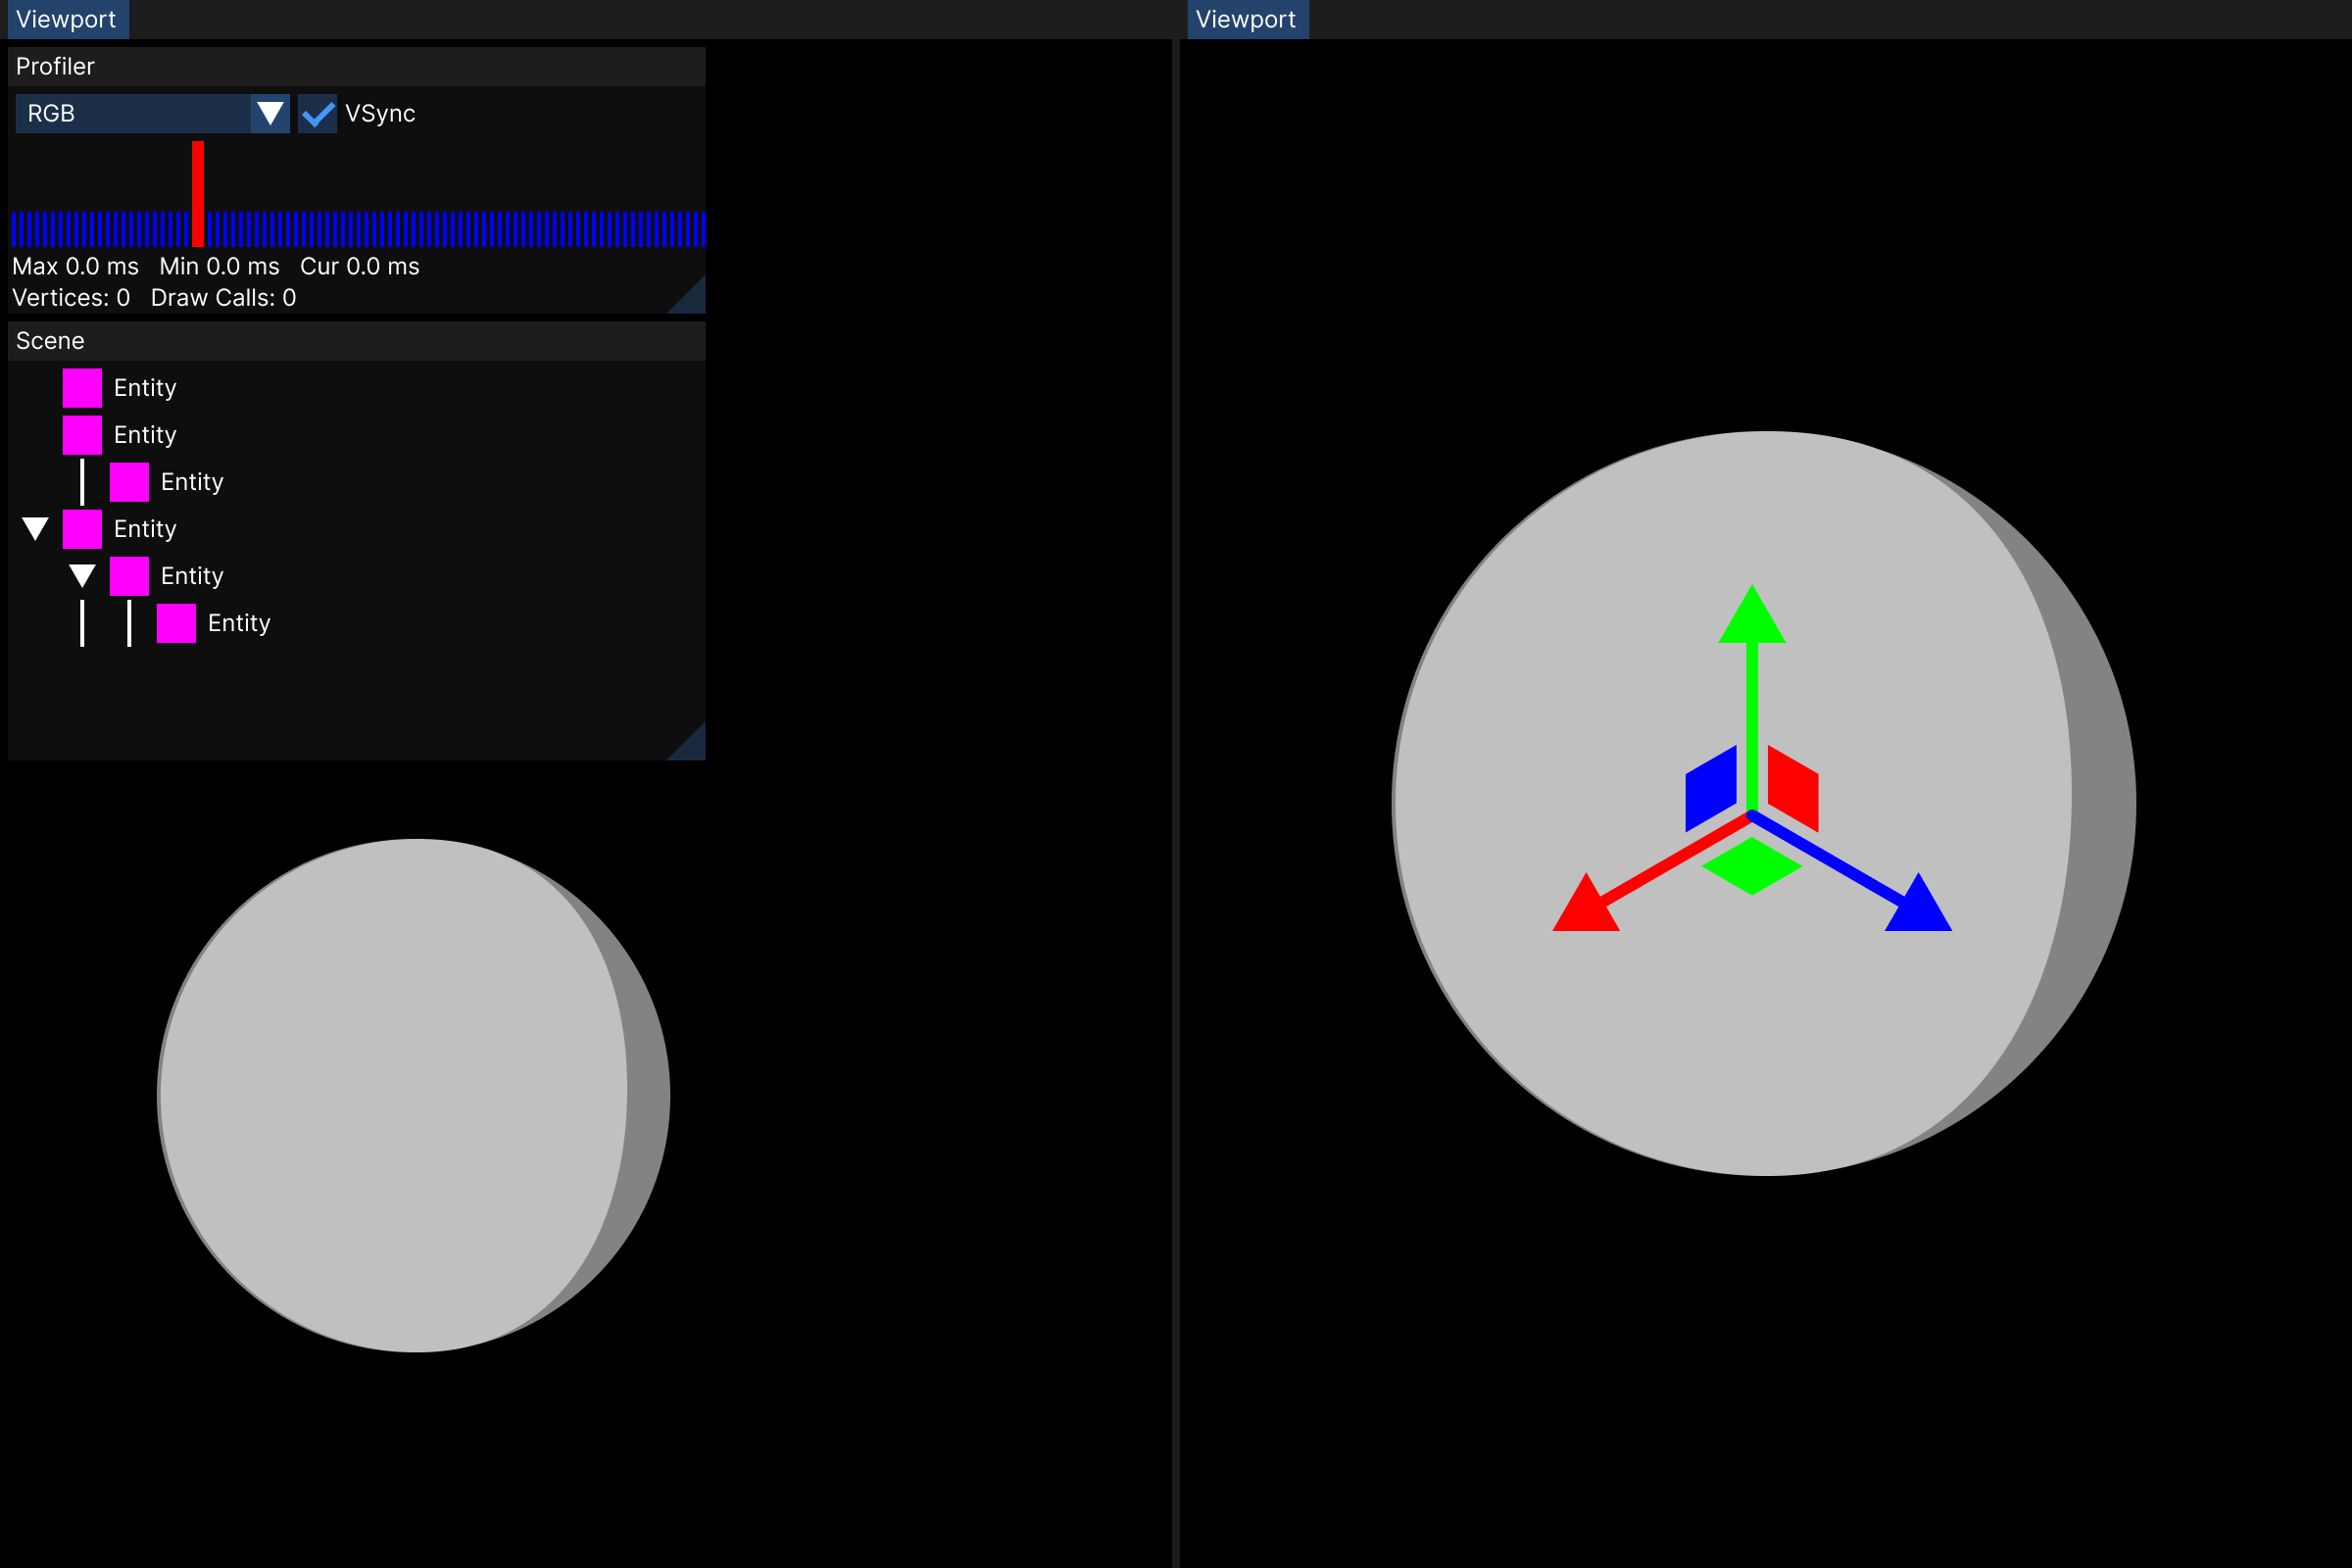 Viewport
Profiler
RGB VSync
Max 0.0 ms Min 0.0 ms Cur 0.0 ms
Vertices: 0 Draw Calls: 0
Scene
Entity
Entity
Entity
Entity
Entity
Entity
Viewport